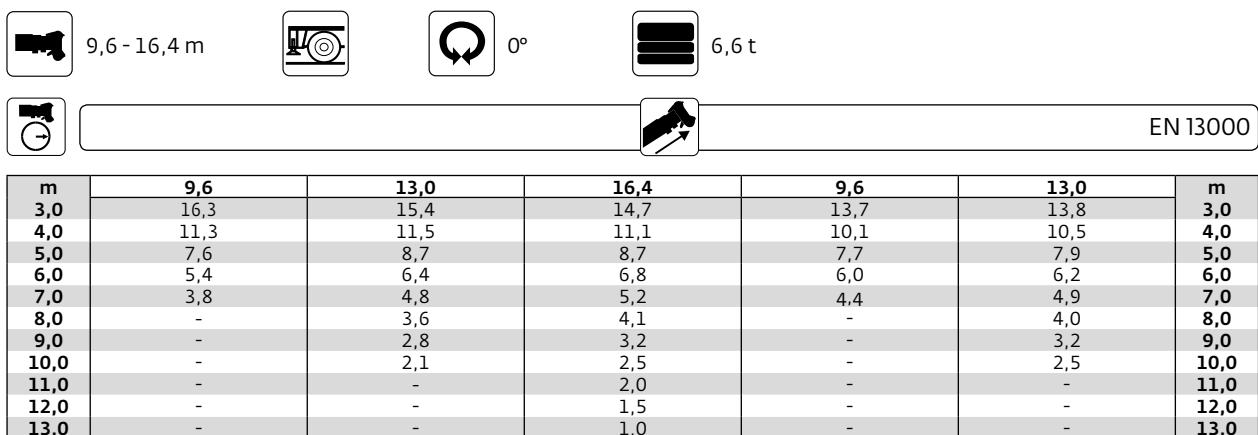 9,6 - 16,4 m 0° 6,6 t
EN 13000
m 9,6 13,0 16,4 9,6 13,0 m
3,0 16,3 15,4 14,7 13,7 13,8 3,0
4,0 11,3 11,5 11,1 10,1 10,5 4,0
5,0 7,6 8,7 8,7 7,7 7,9 5,0
6,0 5,4 6,4 6,8 6,0 6,2 6,0
7,0 3,8 4,8 5,2 4,4 4,9 7,0
8,0 - 3,6 4,1 - 4,0 8,0
9,0 - 2,8 3,2 - 3,2 9,0
10,0 - 2,1 2,5 - 2,5 10,0
11,0 - - 2,0 - - 11,0
12,0 - - 1,5 - - 12,0
13,0 - - 1,0 - - 13,0